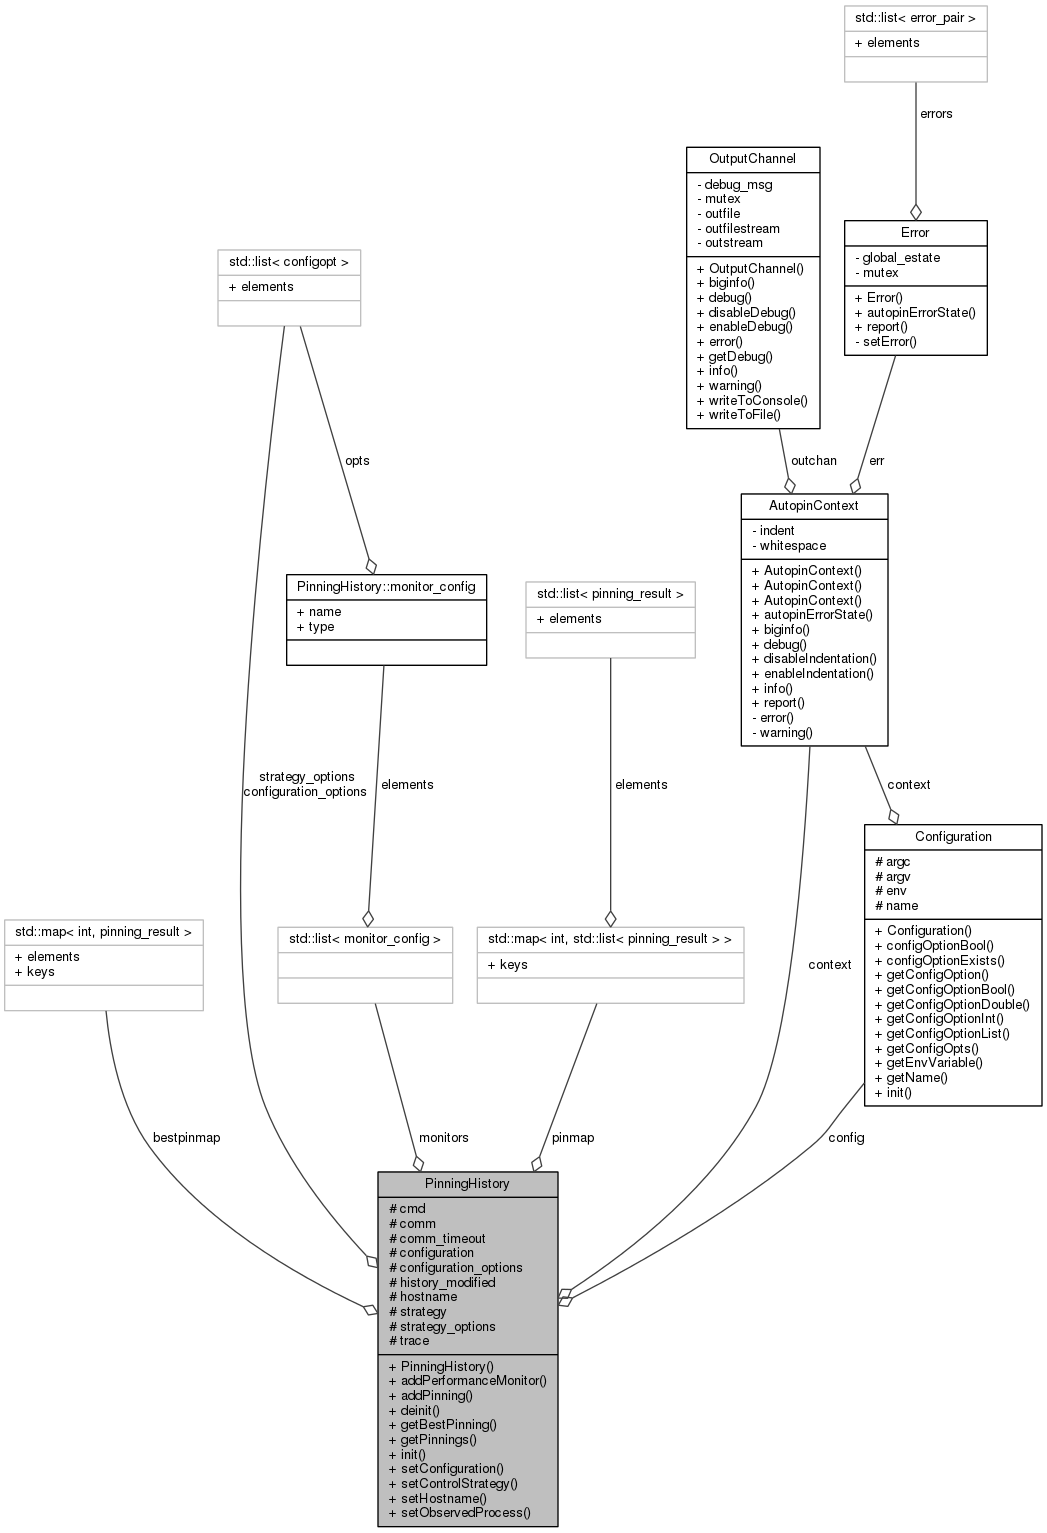 std::list< error_pair >
+ elements
errors
OutputChannel
- debug_msg
- mutex
- outfile
- outfilestream
- outstream
+ OutputChannel()
+ biginfo()
+ debug()
+ disableDebug()
+ enableDebug()
+ error()
+ getDebug()
+ info()
+ warning()
+ writeToConsole()
+ writeToFile()
Error
- global_estate
- mutex
+ Error()
+ autopinErrorState()
+ report()
- setError()
std::list< configopt >
+ elements
opts
outchan
err
AutopinContext
- indent
- whitespace
+ AutopinContext()
+ AutopinContext()
+ AutopinContext()
+ autopinErrorState()
+ biginfo()
+ debug()
+ disableIndentation()
+ enableIndentation()
+ info()
+ report()
- error()
- warning()
PinningHistory::monitor_config
+ name
+ type
std::list< pinning_result >
+ elements
strategy_options
configuration_options
elements
elements
context
Configuration
# argc
# argv
# env
# name
+ Configuration()
+ configOptionBool()
+ configOptionExists()
+ getConfigOption()
+ getConfigOptionBool()
+ getConfigOptionDouble()
+ getConfigOptionInt()
+ getConfigOptionList()
+ getConfigOpts()
+ getEnvVariable()
+ getName()
+ init()
std::map< int, pinning_result >
+ elements
+ keys
std::list< monitor_config >
std::map< int, std::list< pinning_result > >
+ keys
context
bestpinmap
monitors
pinmap
config
PinningHistory
# cmd
# comm
# comm_timeout
# configuration
# configuration_options
# history_modified
# hostname
# strategy
# strategy_options
# trace
+ PinningHistory()
+ addPerformanceMonitor()
+ addPinning()
+ deinit()
+ getBestPinning()
+ getPinnings()
+ init()
+ setConfiguration()
+ setControlStrategy()
+ setHostname()
+ setObservedProcess()